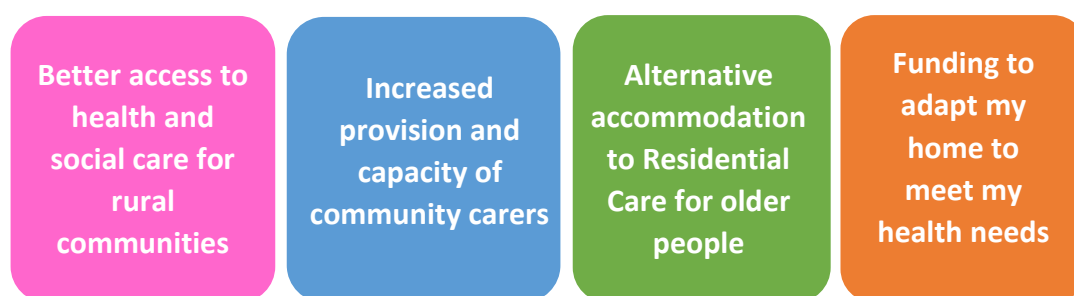 Better access to
health and
social care for
rural
communities
Increased
provision and
capacity of
community carers
Alternative
accommodation
to Residential
Care for older
people
Funding to
adapt my
home to
meet my
health needs